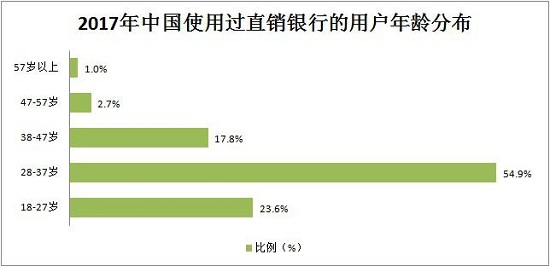 2017年中国使用过直销银行的用户年龄分布
57岁以上 1.0%
47-57岁 2.7%
38-47岁 17.8%
28-37岁 54.9%
18-27岁 23.6%
比例（%）